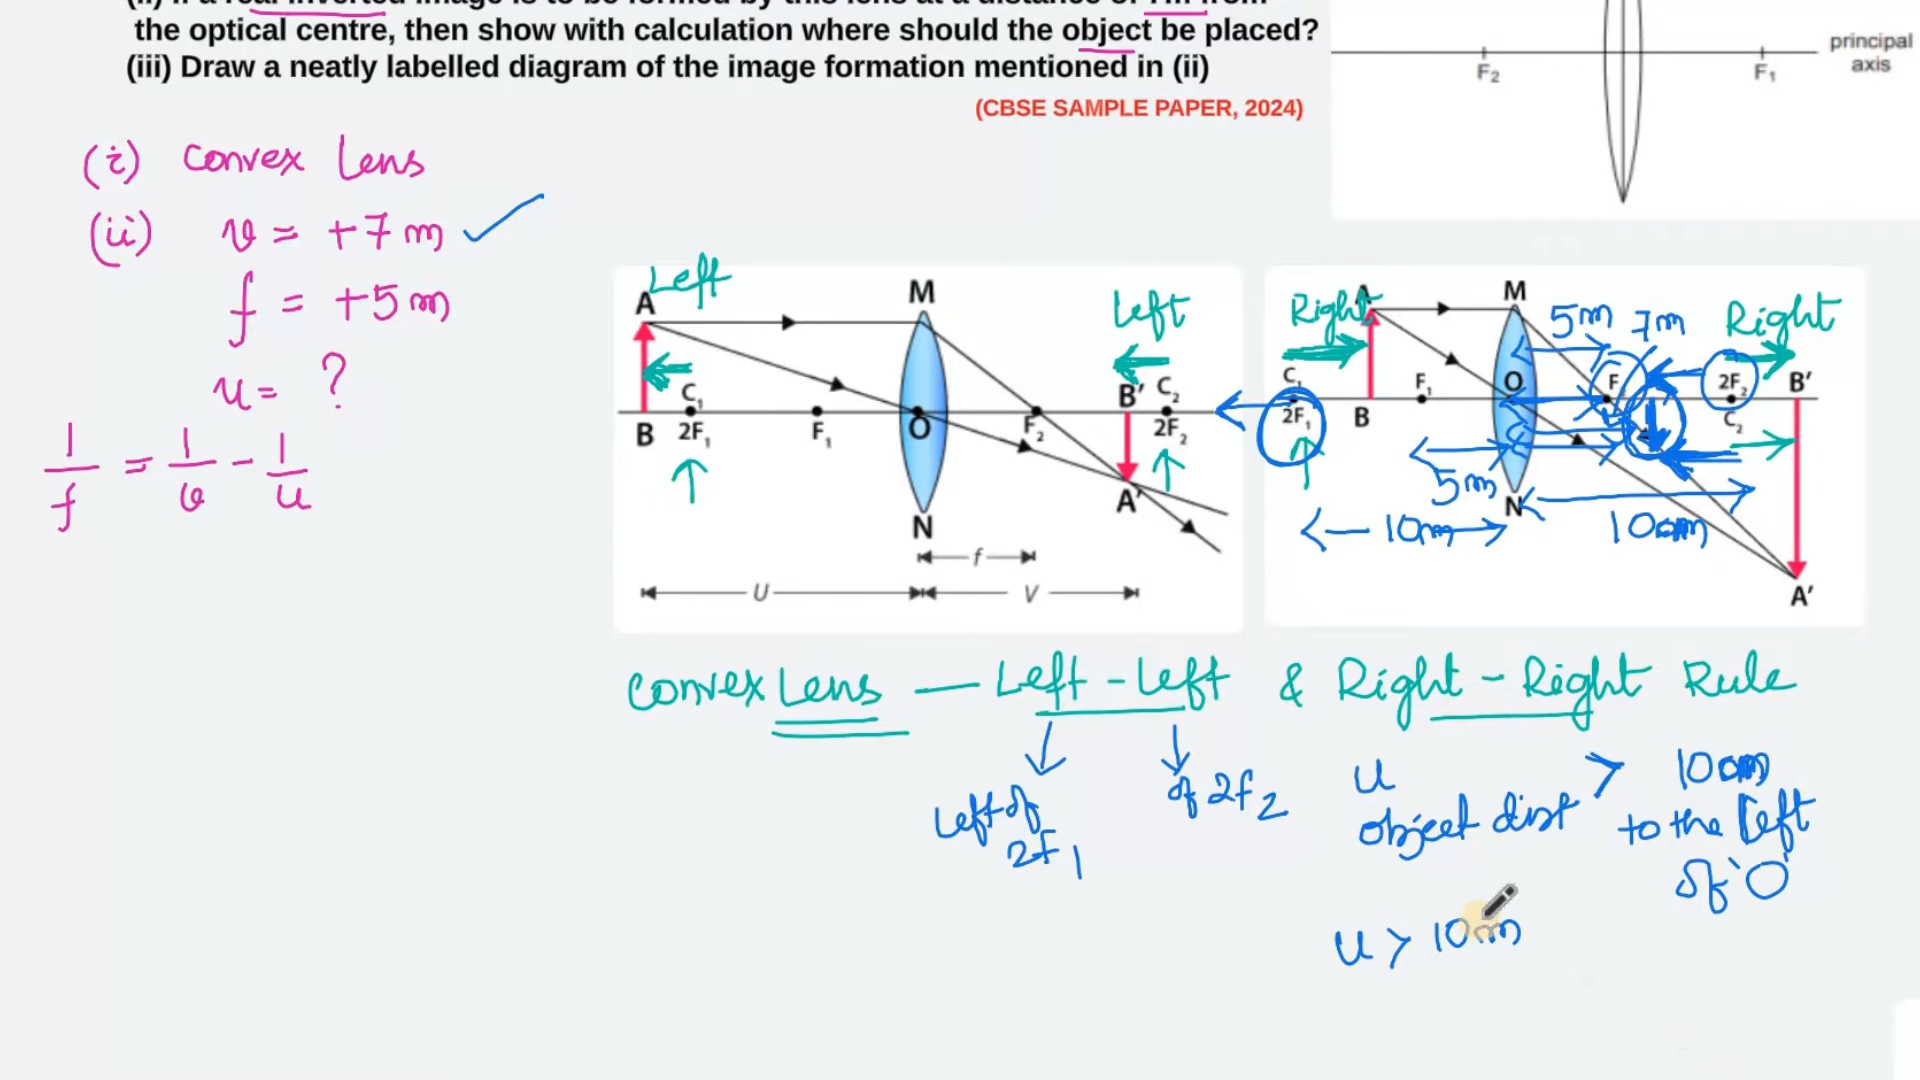 the optical centre, then show with calculation where should the object be placed?
(iii) Draw a neatly labelled diagram of the image formation mentioned in (ii)
(CBSE SAMPLE PAPER, 2024)
F₂
F₁
principal
axis
(i) Convex Lens
(ii) v = +7m
f = +5m
u = ?
1/f = 1/v - 1/u
Left
A
M
Left
B
C₁
2F₁
F₁
O
F₂
B'
C₂
2F₂
A'
N
f
U
V
Right
A
M
5m
7m
Right
C₁
2F₁
B
F₁
O
F
2F₂
C₂
B'
5m
N
10m
10cm
A'
Convex Lens — Left - Left & Right - Right Rule
Left of
2F₁
of 2F₂
u
object dist > 10cm
to the left
of 'O'
u > 10m